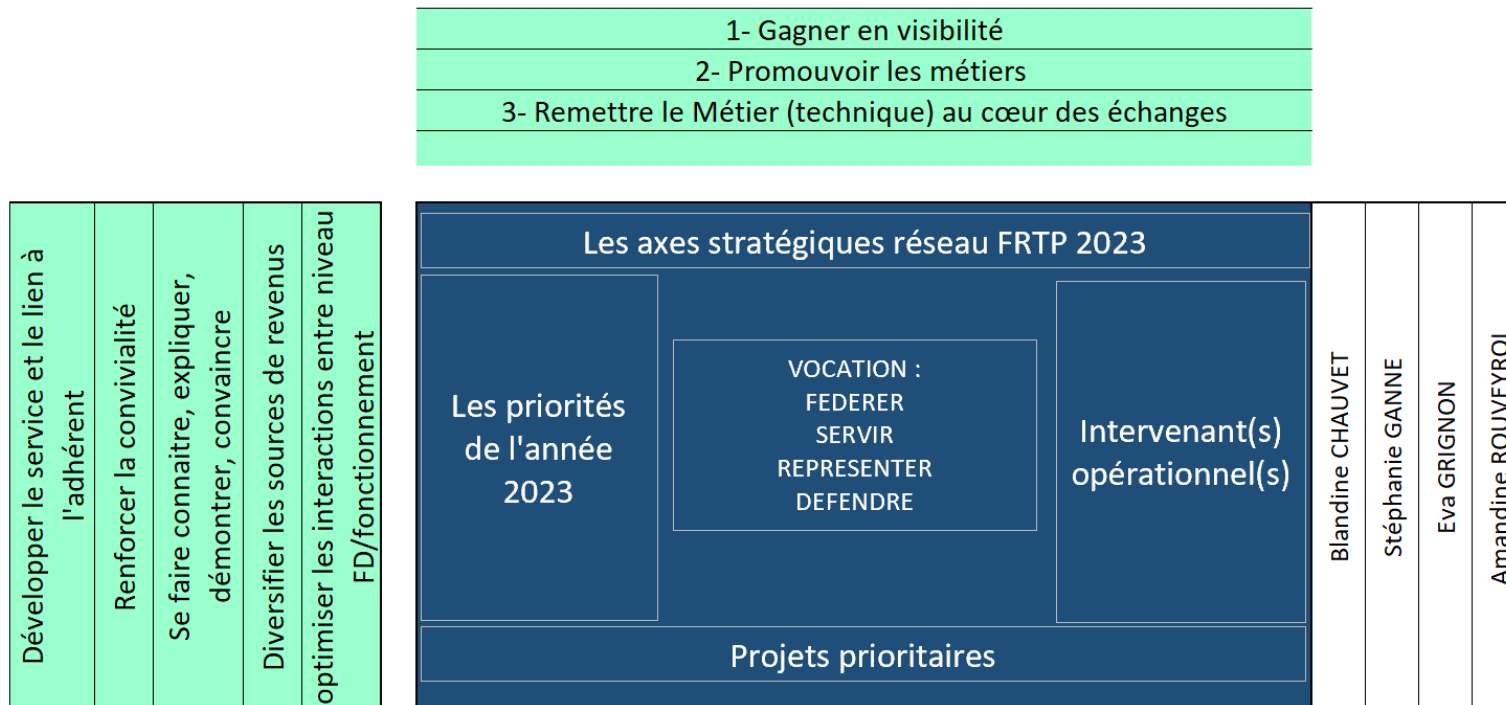 1- Gagner en visibilité
2- Promouvoir les métiers
3- Remettre le Métier (technique) au cœur des échanges
Développer le service et le lien à
l'adhérent
Renforcer la convivialité
Se faire connaitre, expliquer,
démontrer, convaincre
Diversifier les sources de revenus
optimiser les interactions entre niveau
FD/fonctionnement
Les axes stratégiques réseau FRTP 2023
Les priorités
de l'année
2023
VOCATION :
FEDERER
SERVIR
REPRESENTER
DEFENDRE
Intervenant(s)
opérationnel(s)
Projets prioritaires
Blandine CHAUVET
Stéphanie GANNE
Eva GRIGNON
Amandine ROUVEYROL